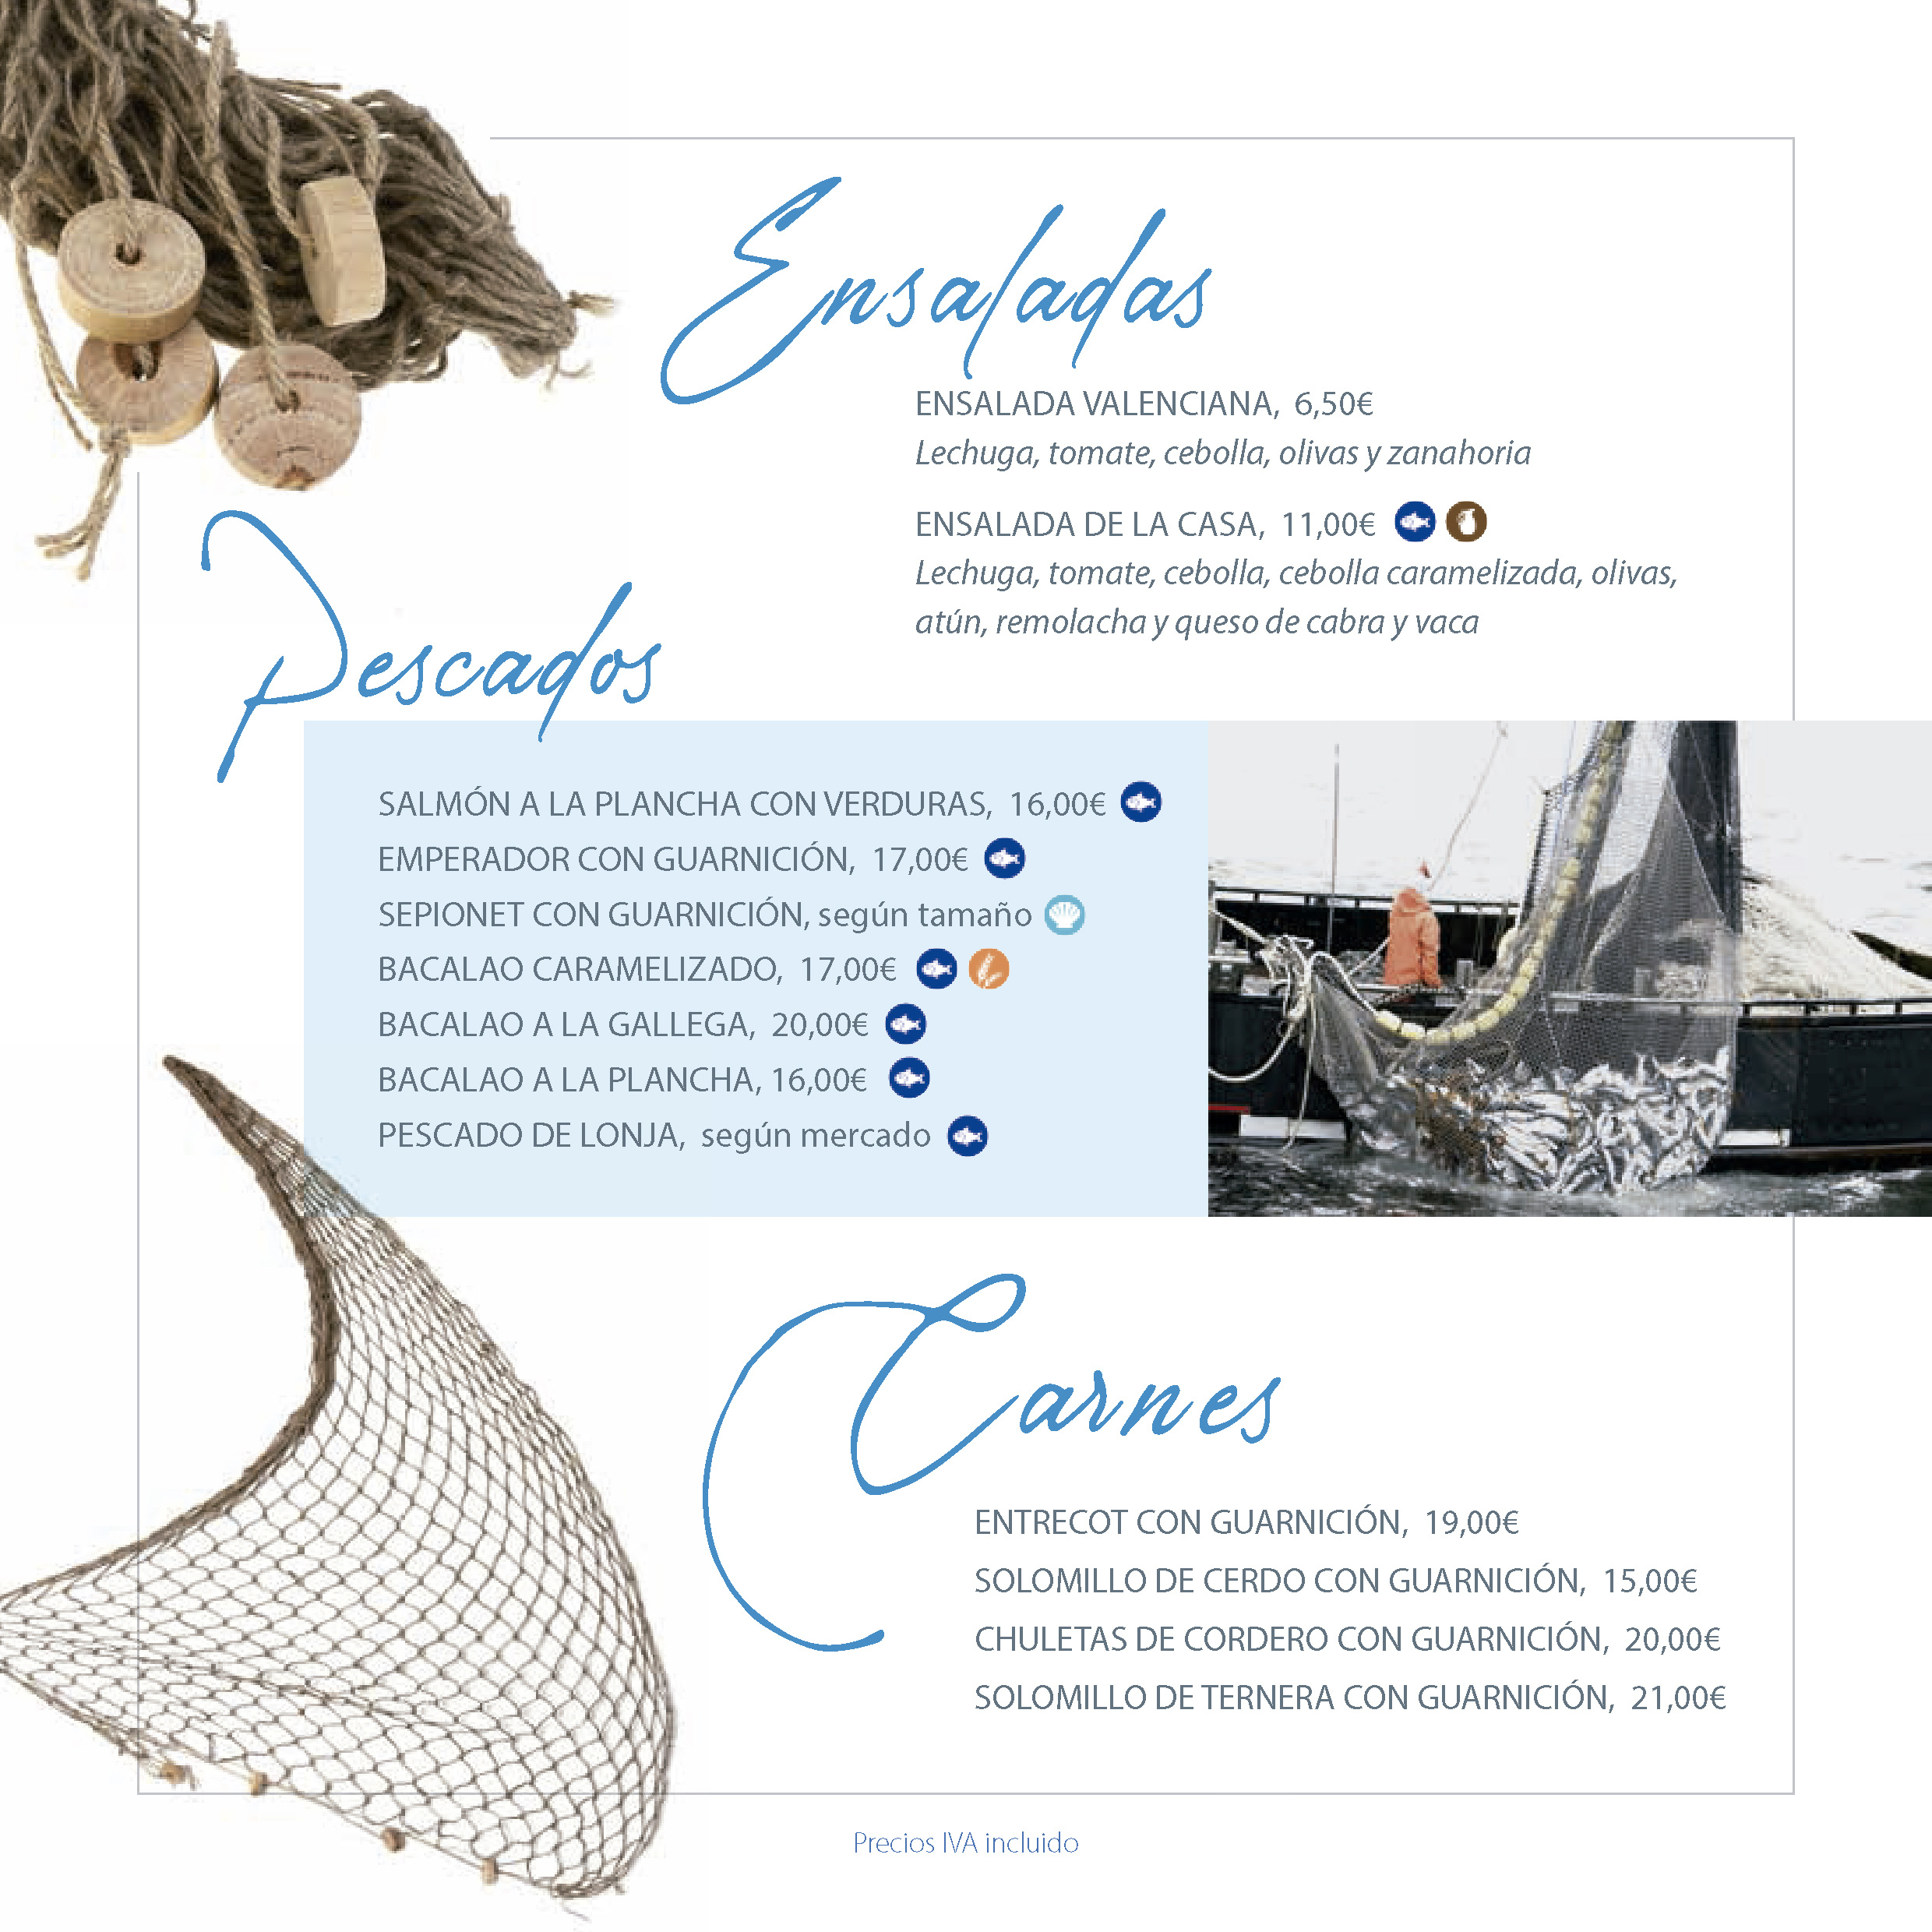 Ensaladas
ENSALADA VALENCIANA, 6,50€
Lechuga, tomate, cebolla, olivas y zanahoria
ENSALADA DE LA CASA, 11,00€
Lechuga, tomate, cebolla, cebolla caramelizada, olivas,
atún, remolacha y queso de cabra y vaca
Pescados
SALMÓN A LA PLANCHA CON VERDURAS, 16,00€
EMPERADOR CON GUARNICIÓN, 17,00€
SEPIONET CON GUARNICIÓN, según tamaño
BACALAO CARAMELIZADO, 17,00€
BACALAO A LA GALLEGA, 20,00€
BACALAO A LA PLANCHA, 16,00€
PESCADO DE LONJA, según mercado
Carnes
ENTRECOT CON GUARNICIÓN, 19,00€
SOLOMILLO DE CERDO CON GUARNICIÓN, 15,00€
CHULETAS DE CORDERO CON GUARNICIÓN, 20,00€
SOLOMILLO DE TERNERA CON GUARNICIÓN, 21,00€
Precios IVA incluido